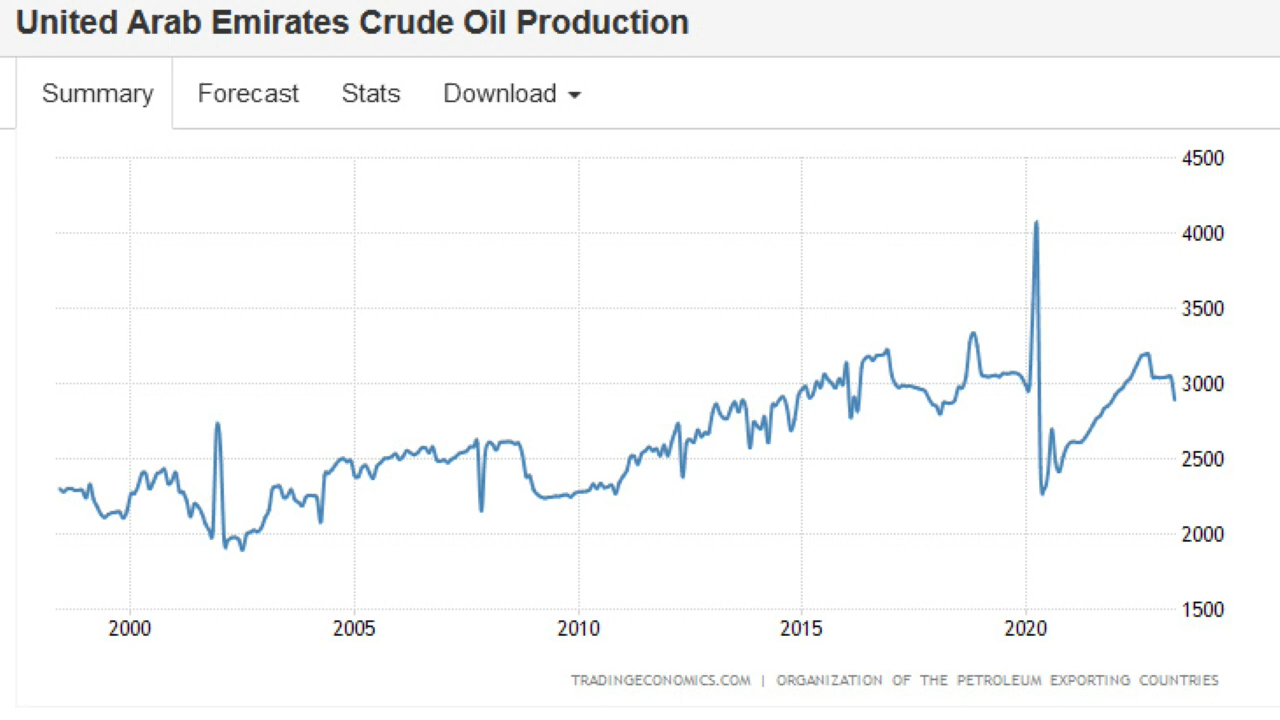 United Arab Emirates Crude Oil Production
Summary Forecast Stats Download
4500
4000
3500
3000
2500
2000
1500
2000 2005 2010 2015 2020
TRADINGECONOMICS.COM | ORGANIZATION OF THE PETROLEUM EXPORTING COUNTRIES